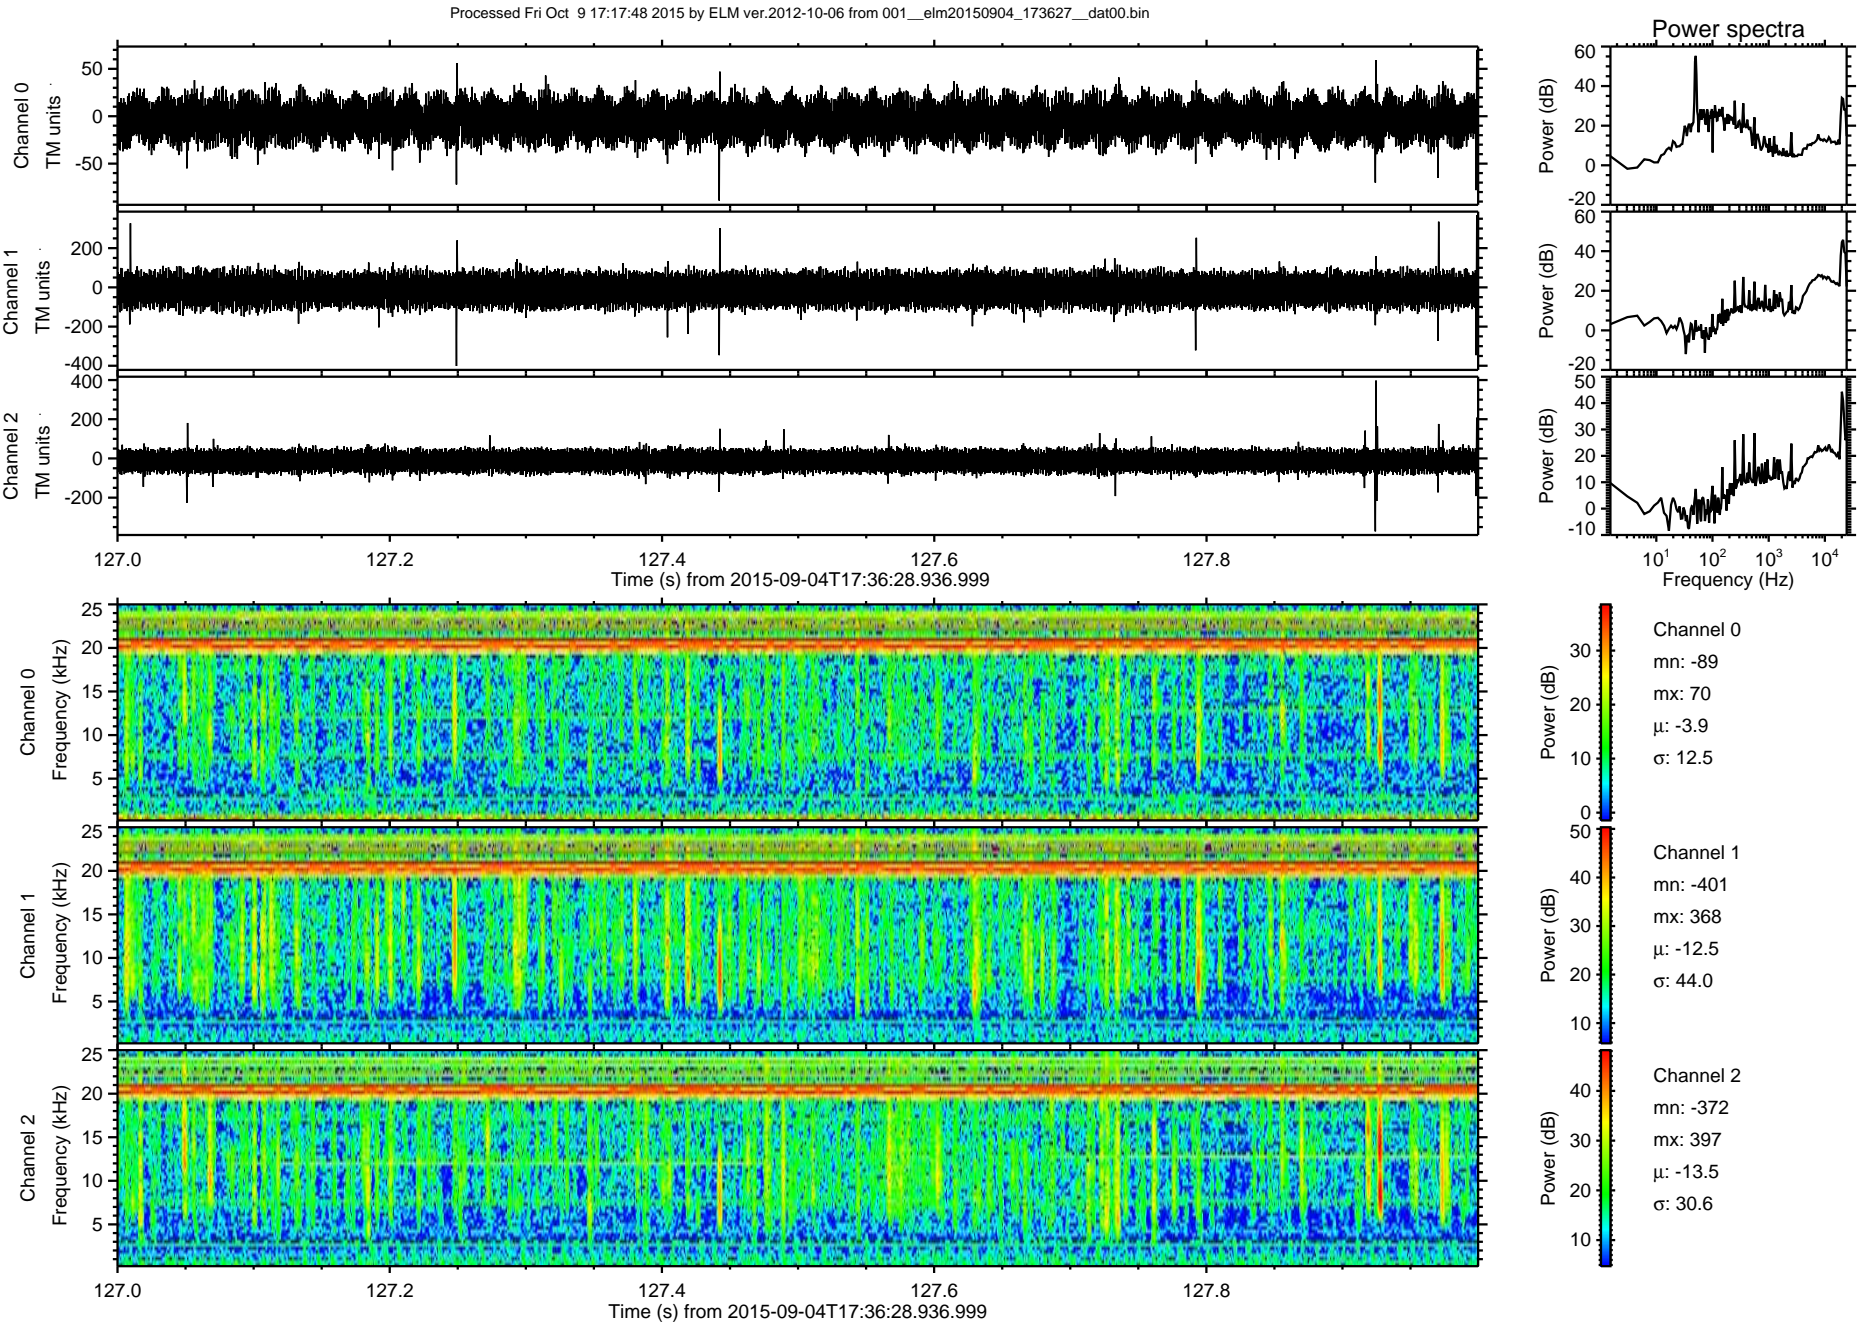 Processed Fri Oct  9 17:17:48 2015 by ELM ver.2012-10-06 from 001__elm20150904_173627__dat00.bin
Power spectra
Channel 0
TM units
50
0
-50
Power (dB)
60
40
20
0
-20
Channel 1
TM units
200
0
-200
-400
Power (dB)
60
40
20
0
-20
Channel 2
TM units
400
200
0
-200
Power (dB)
50
40
30
20
10
0
-10
127.0
127.2
127.4
127.6
127.8
Time (s) from 2015-09-04T17:36:28.936.999
10^1
10^2
10^3
10^4
Frequency (Hz)
Channel 0
Frequency (kHz)
25
20
15
10
5
Power (dB)
30
20
10
0
Channel 0
mn: -89
mx: 70
μ: -3.9
σ: 12.5
Channel 1
Frequency (kHz)
25
20
15
10
5
Power (dB)
50
40
30
20
10
Channel 1
mn: -401
mx: 368
μ: -12.5
σ: 44.0
Channel 2
Frequency (kHz)
25
20
15
10
5
Power (dB)
40
30
20
10
Channel 2
mn: -372
mx: 397
μ: -13.5
σ: 30.6
127.0
127.2
127.4
127.6
127.8
Time (s) from 2015-09-04T17:36:28.936.999